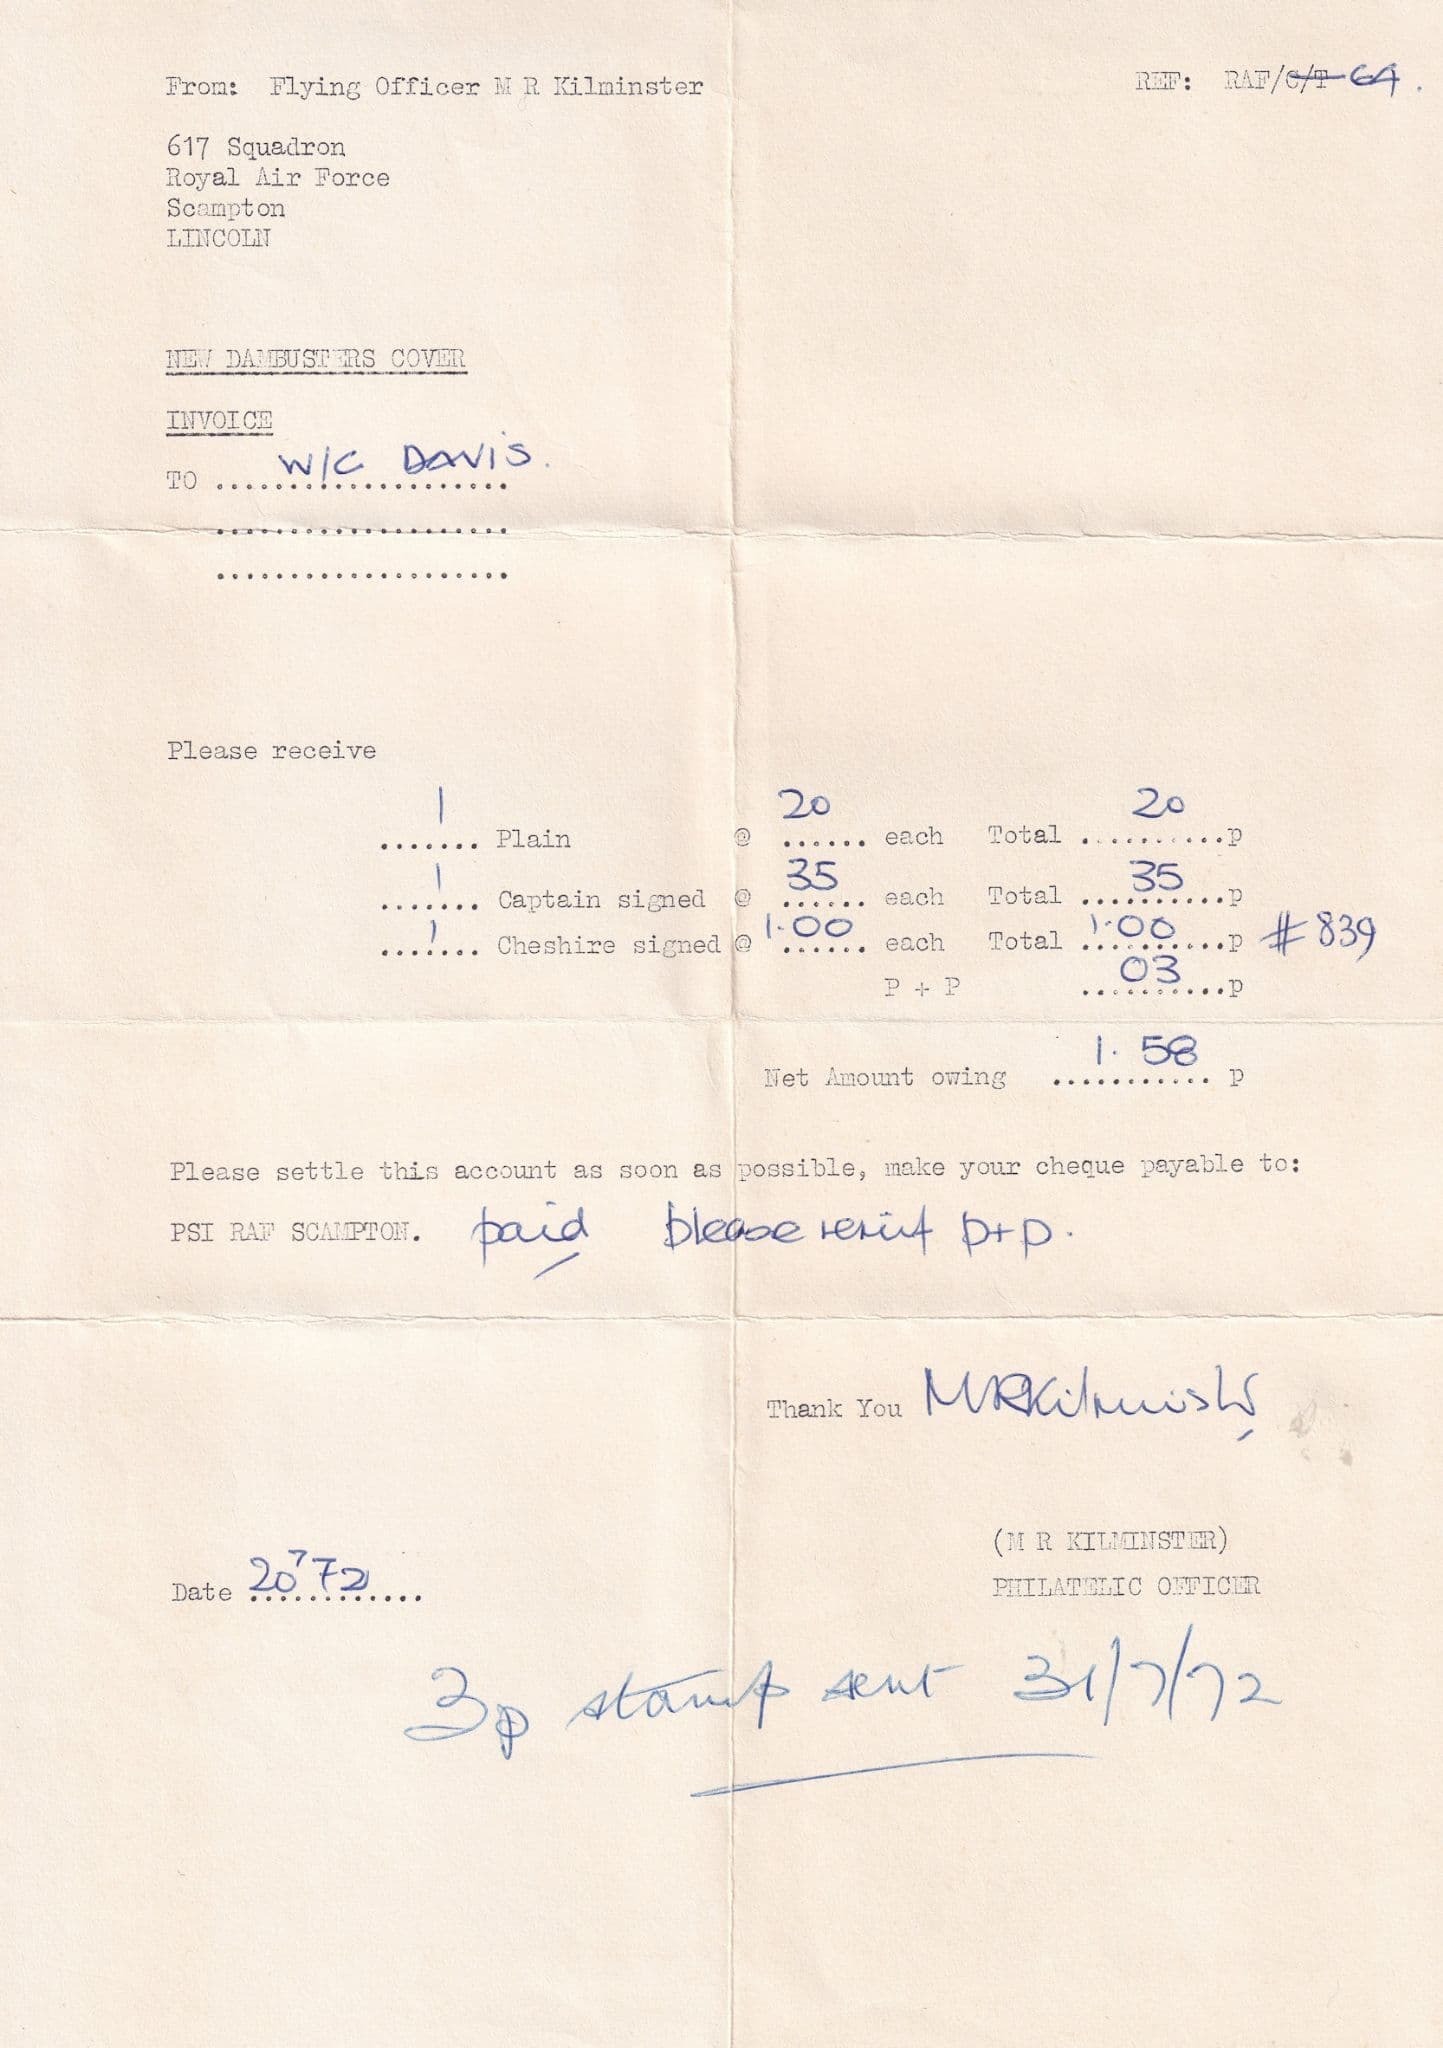 From: Flying Officer M R Kilminster REF: RAF/C/T 64.
617 Squadron
Royal Air Force
Scampton
LINCOLN
NEW DAMBUSTERS COVER
INVOICE
TO W/C DAVIS.
Please receive
1 Plain @ 20 each Total 20 p
1 Captain signed @ 35 each Total 35 p
1 Cheshire signed @ 1.00 each Total 1.00 p #839
P + P 03 p
Net Amount owing 1.58 p
Please settle this account as soon as possible, make your cheque payable to:
PSI RAF SCAMPTON. paid please remit P+P.
Thank You MRKilminster
(M R KILMINSTER)
Date 20 7 72
PHILATELIC OFFICER
3p stamp sent 31/7/72